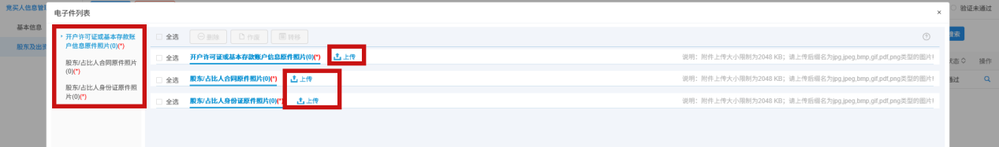 竞买人信息管
电子件列表
×
验证未通过
基本信息
股东及出资
开户许可证或基本存款账
户信息原件照片(0)(*)
股东/占比人合同原件照片
(0)(*)
股东/占比人身份证原件照
片(0)(*)
全选 删除 作废 转移
全选 开户许可证或基本存款账户信息原件照片(0)(*) 上传 说明：附件上传大小限制为2048 KB；请上传后缀名为jpg,jpeg,bmp,gif,pdf,png类型的图片!
全选 股东/占比人合同原件照片(0)(*) 上传 说明：附件上传大小限制为2048 KB；请上传后缀名为jpg,jpeg,bmp,gif,pdf,png类型的图片!
全选 股东/占比人身份证原件照片(0)(*) 上传 说明：附件上传大小限制为2048 KB；请上传后缀名为jpg,jpeg,bmp,gif,pdf,png类型的图片!
搜索
状态 操作
通过